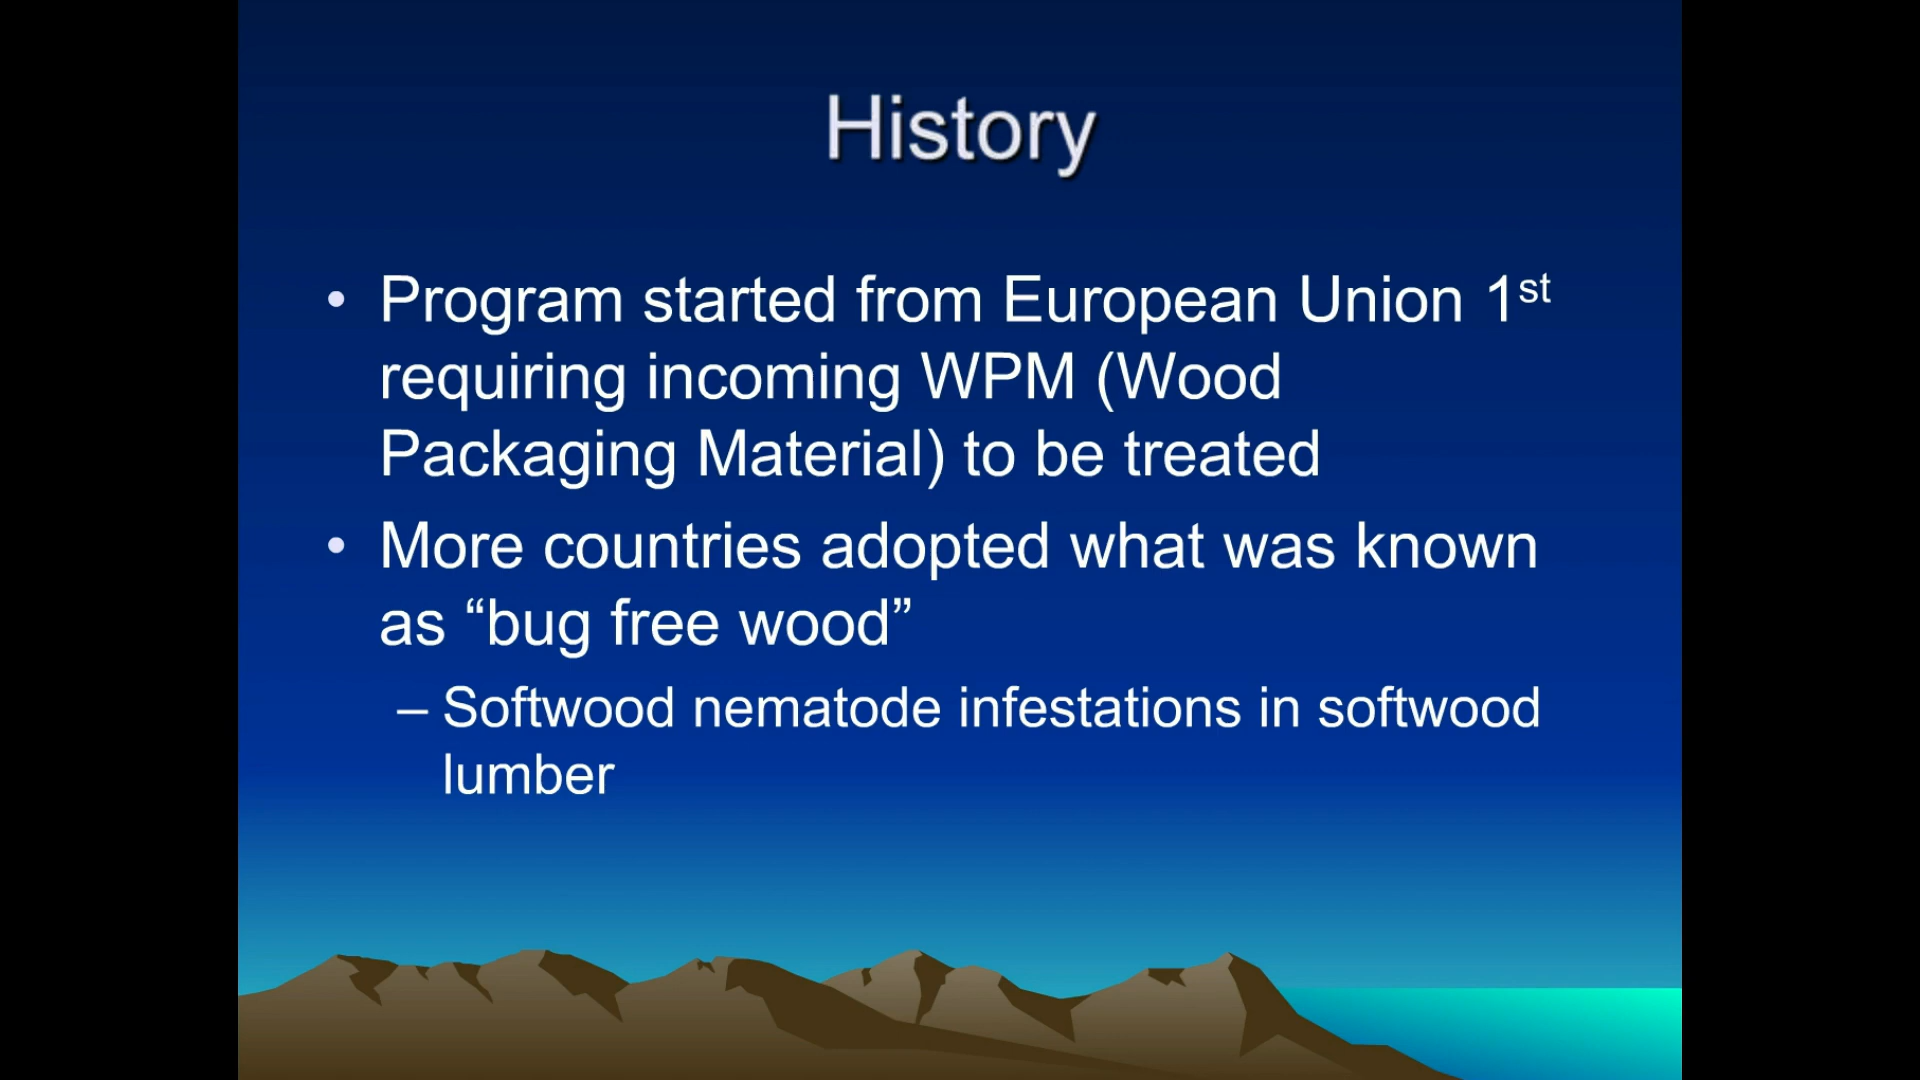 History
• Program started from European Union 1st
requiring incoming WPM (Wood
Packaging Material) to be treated
• More countries adopted what was known
as “bug free wood”
– Softwood nematode infestations in softwood
lumber